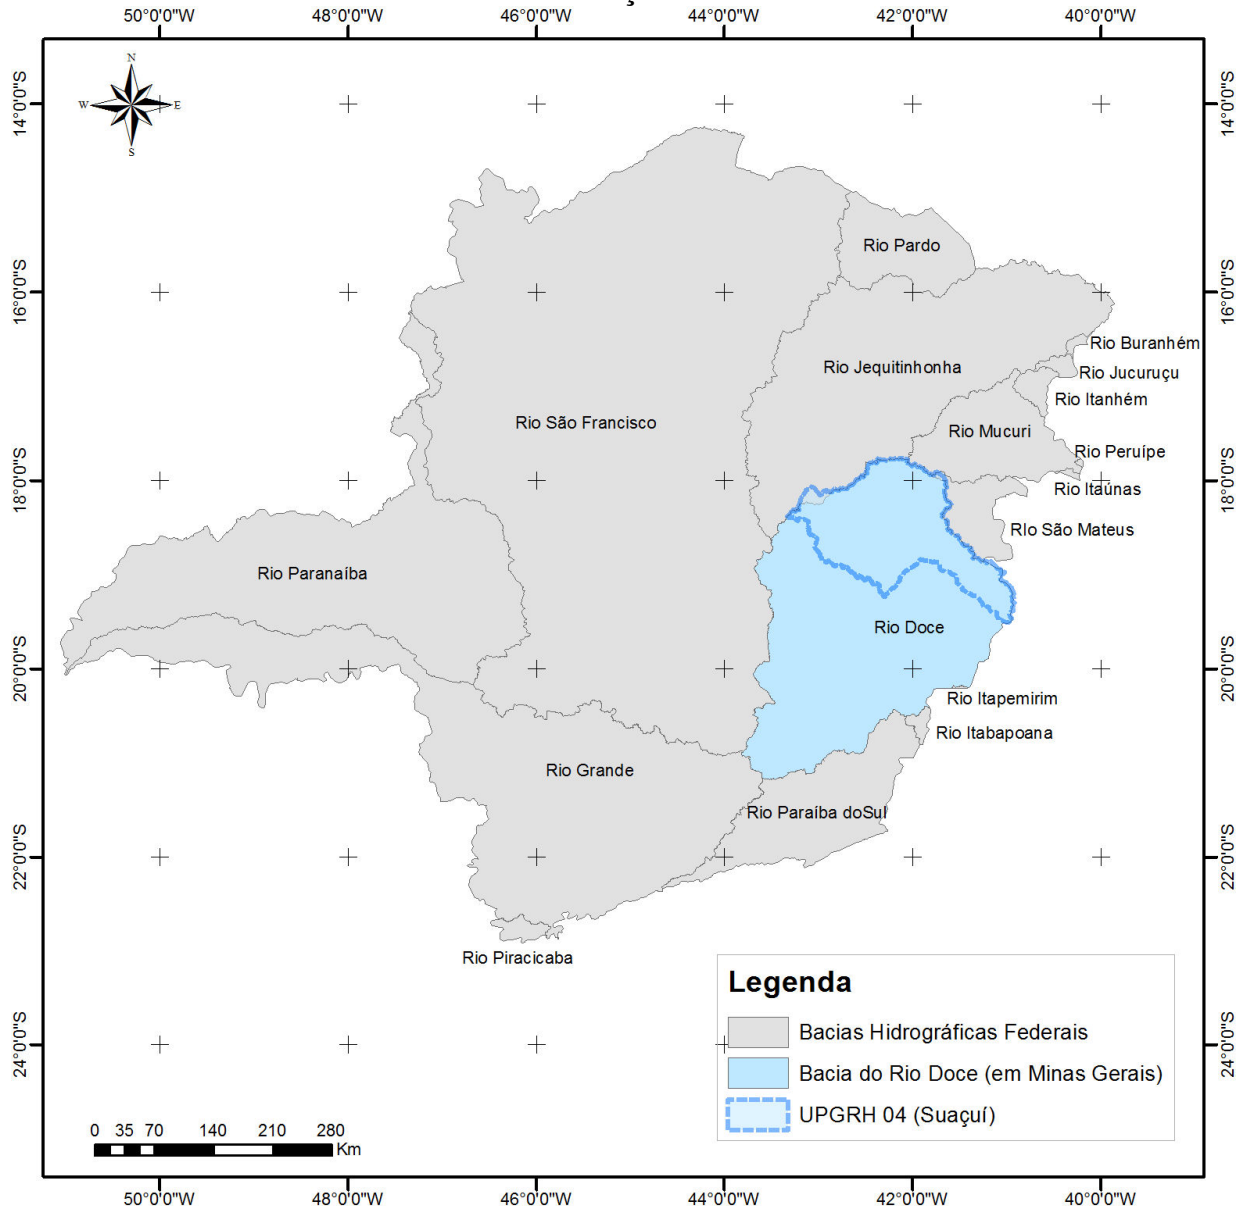 50°0'0"W 48°0'0"W 46°0'0"W 44°0'0"W 42°0'0"W 40°0'0"W
N
W E
S
14°0'0"S 14°0'0"S
Rio Pardo
16°0'0"S 16°0'0"S
Rio Buranhém
Rio Jequitinhonha
Rio Jucuruçu
Rio Itanhém
Rio São Francisco
Rio Mucuri
Rio Peruípe
18°0'0"S 18°0'0"S
Rio Itaúnas
RIo São Mateus
Rio Paranaíba
Rio Doce
20°0'0"S 20°0'0"S
Rio Itapemirim
Rio Itabapoana
Rio Grande
Rio Paraíba doSul
22°0'0"S 22°0'0"S
Rio Piracicaba
Legenda
Bacias Hidrográficas Federais
24°0'0"S 24°0'0"S
Bacia do Rio Doce (em Minas Gerais)
UPGRH 04 (Suaçuí)
0 35 70 140 210 280
Km
50°0'0"W 48°0'0"W 46°0'0"W 44°0'0"W 42°0'0"W 40°0'0"W